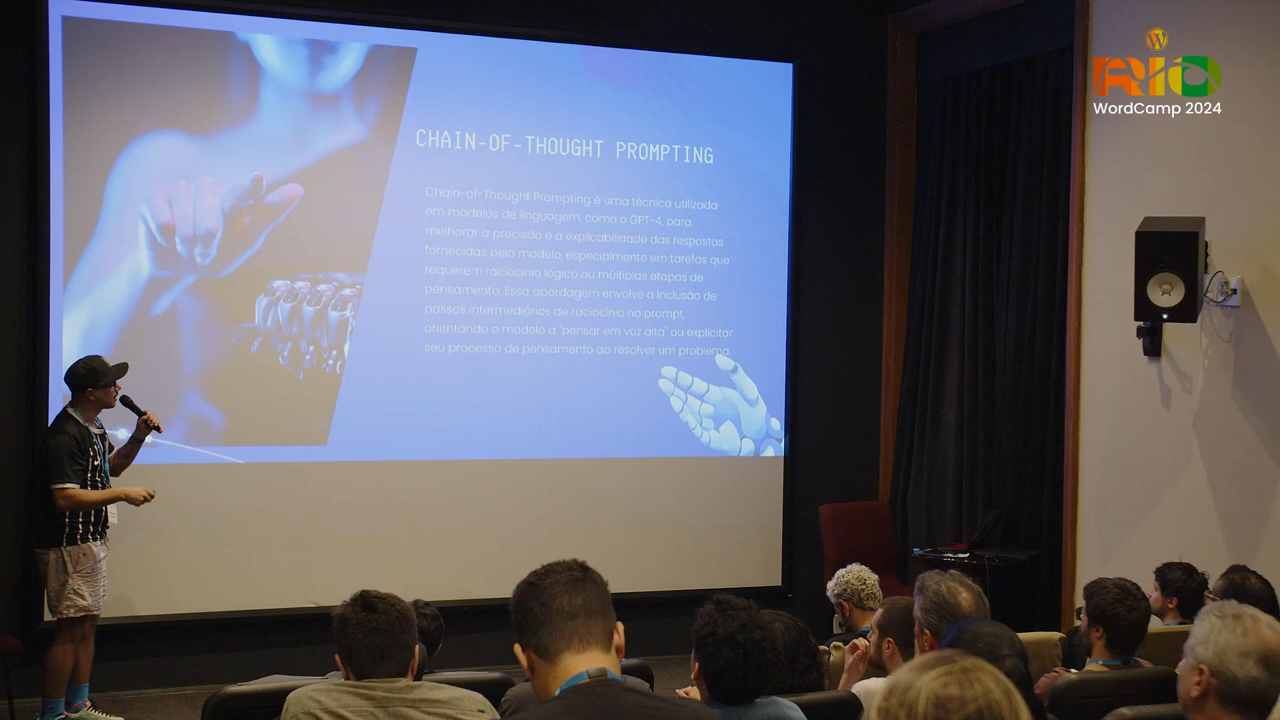 CHAIN-OF-THOUGHT PROMPTING
Chain-of-Thought Prompting é uma técnica utilizada
em modelos de linguagem, como o GPT-4, para
melhorar a precisão e a explicabilidade das respostas
fornecidas pelo modelo, especialmente em tarefas que
requerem raciocínio lógico ou múltiplas etapas de
pensamento. Essa abordagem envolve a inclusão de
passos intermediários de raciocínio no prompt,
orientando o modelo a "pensar em voz alta" ou explicitar
seu processo de pensamento ao resolver um problema.
RIO
WordCamp 2024